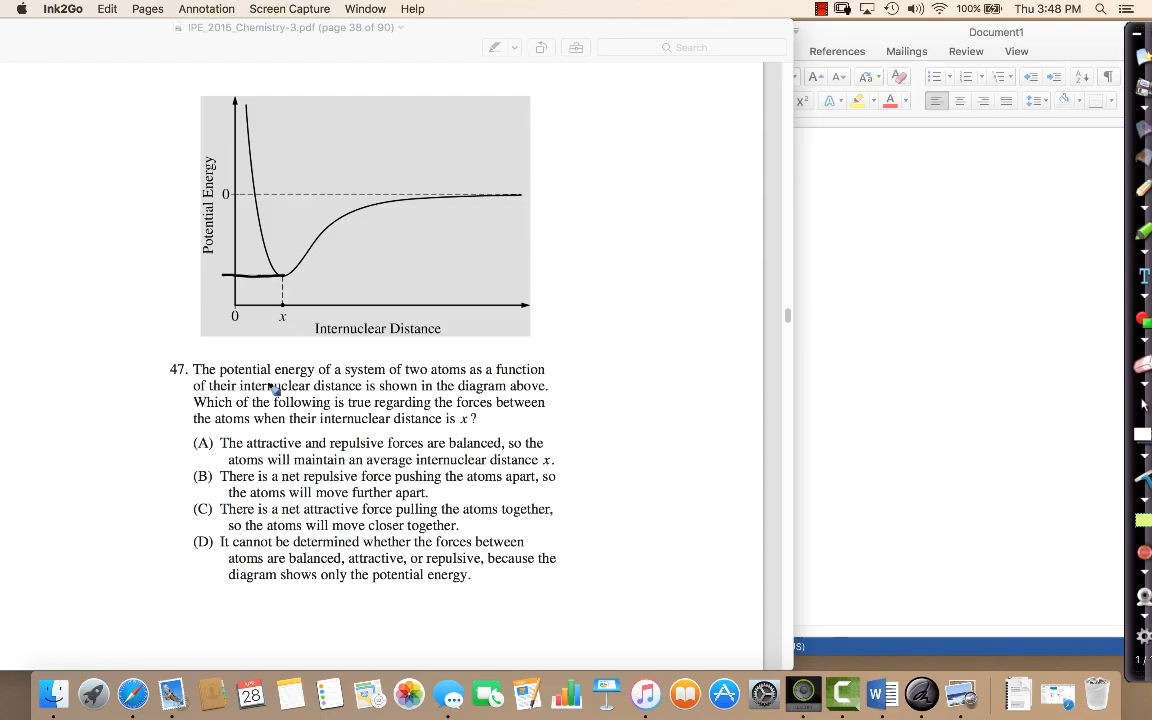 Ink2Go Edit Pages Annotation Screen Capture Window Help
100% Thu 3:48 PM
IPE_2015_Chemistry-3.pdf (page 38 of 90)
Search
Document1
References Mailings Review View
Potential Energy
0
0
x
Internuclear Distance
47. The potential energy of a system of two atoms as a function
of their internuclear distance is shown in the diagram above.
Which of the following is true regarding the forces between
the atoms when their internuclear distance is x?
(A) The attractive and repulsive forces are balanced, so the
atoms will maintain an average internuclear distance x.
(B) There is a net repulsive force pushing the atoms apart, so
the atoms will move further apart.
(C) There is a net attractive force pulling the atoms together,
so the atoms will move closer together.
(D) It cannot be determined whether the forces between
atoms are balanced, attractive, or repulsive, because the
diagram shows only the potential energy.
US)
1 / 1
APR
28